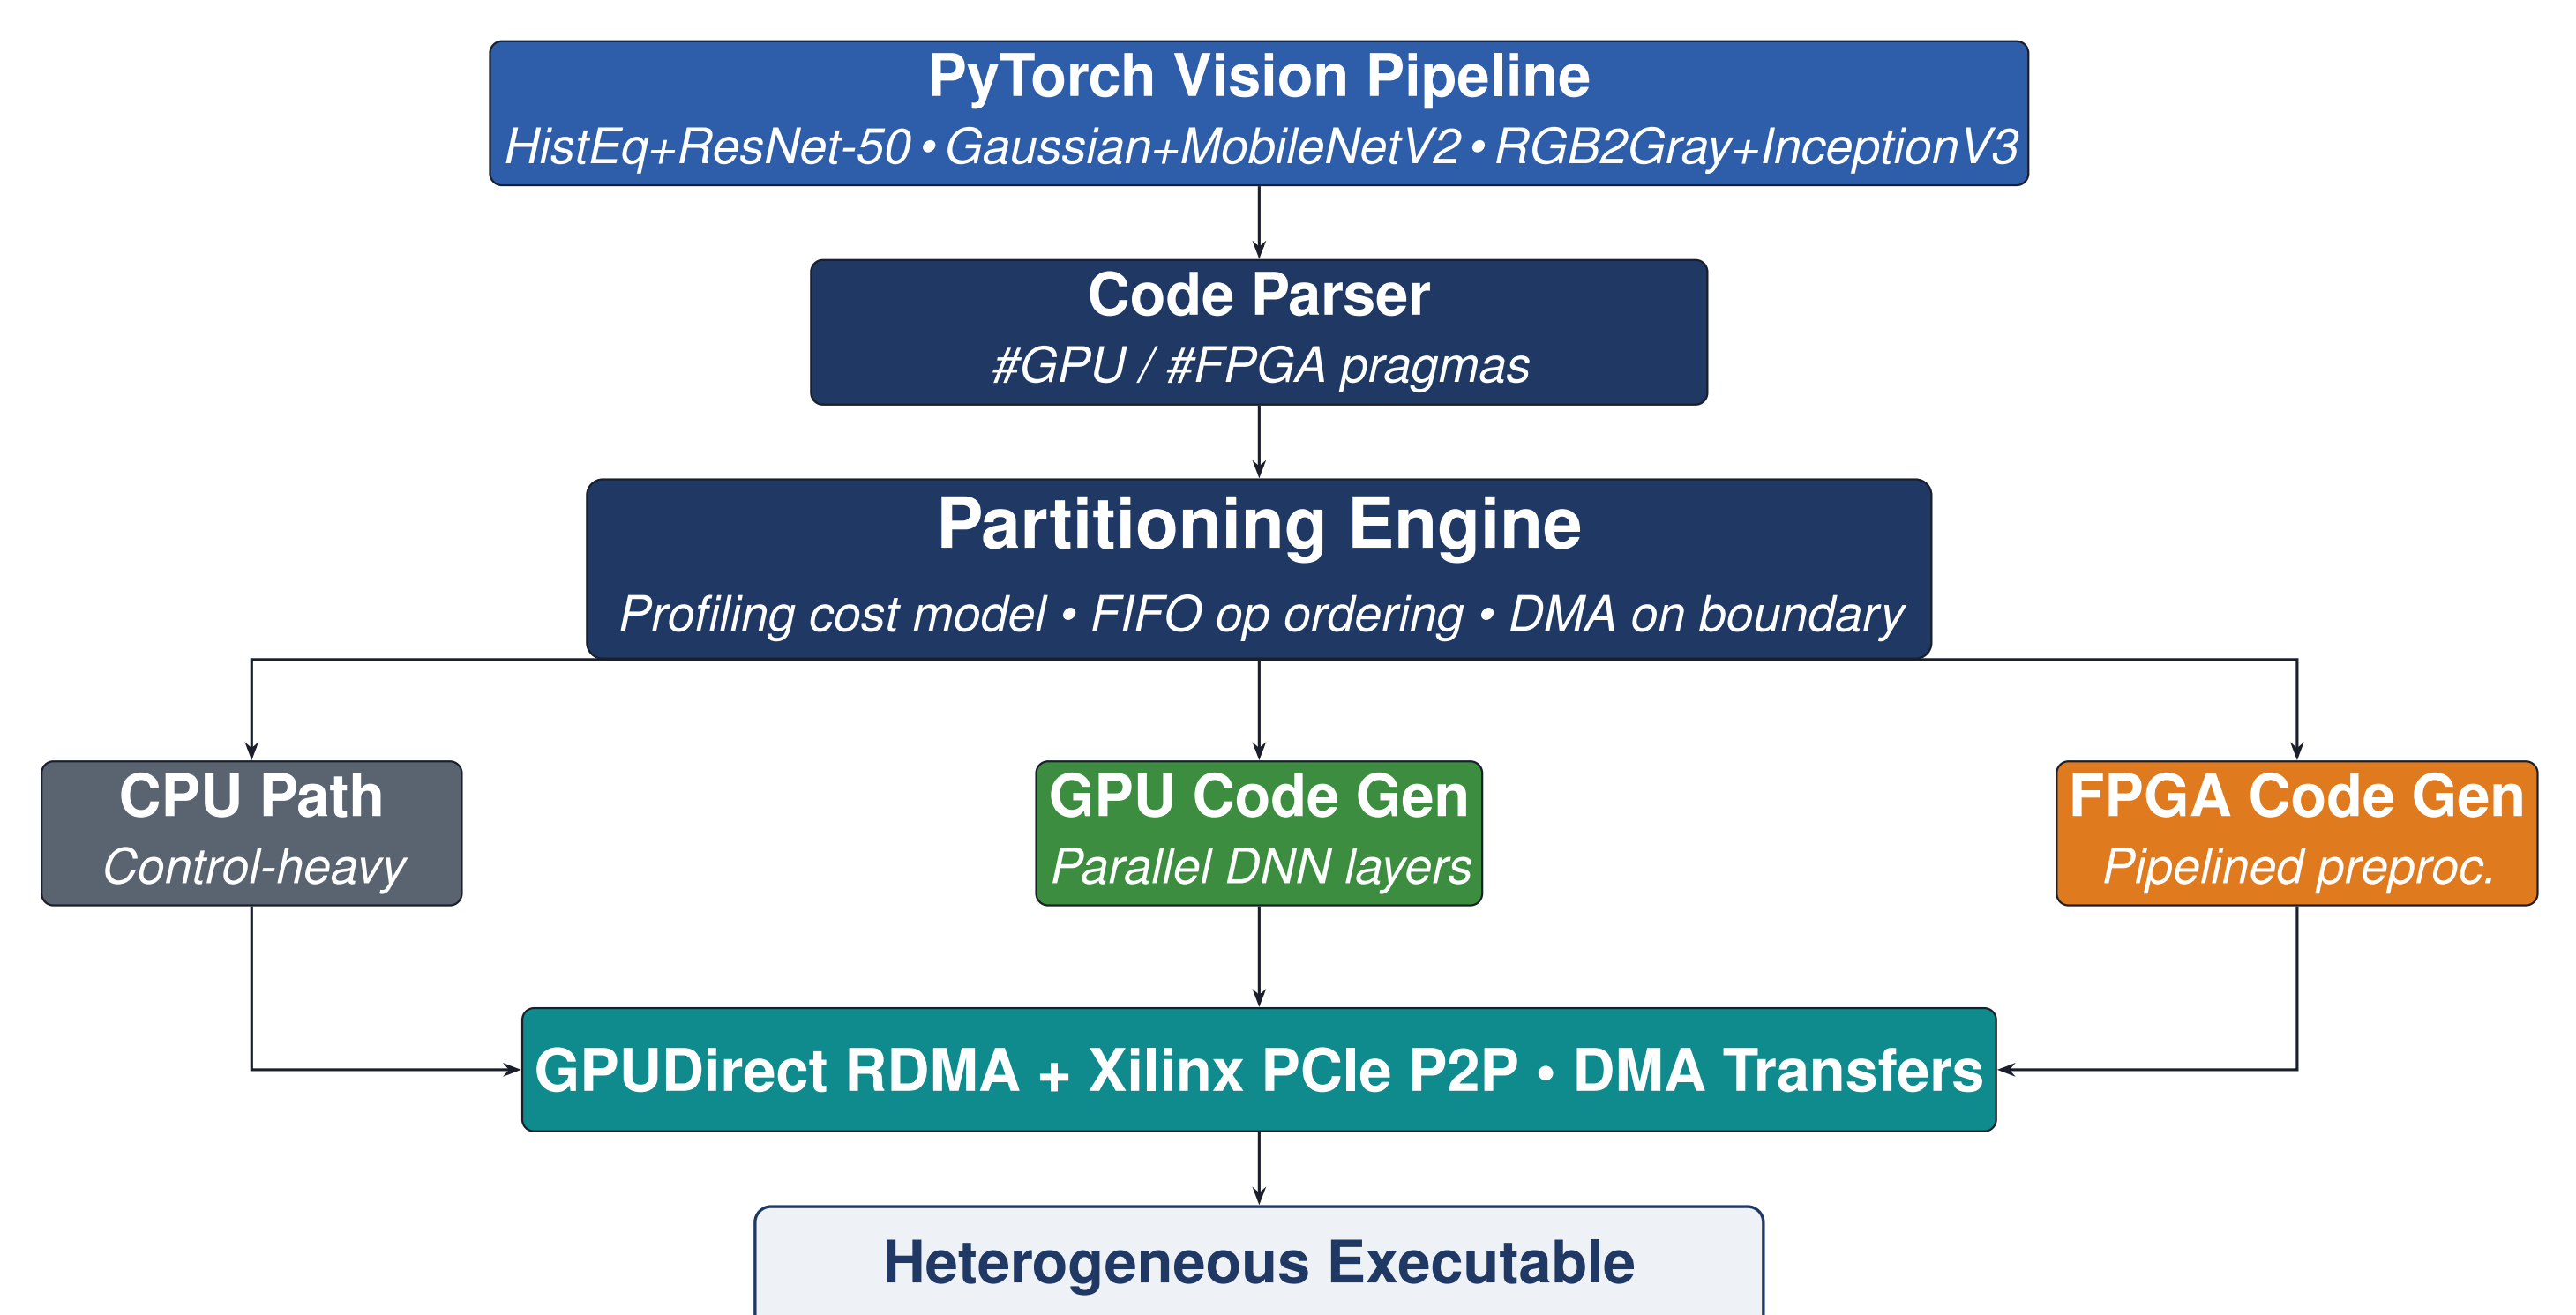 PyTorch Vision Pipeline
HistEq+ResNet-50 • Gaussian+MobileNetV2 • RGB2Gray+InceptionV3
Code Parser
#GPU / #FPGA pragmas
Partitioning Engine
Profiling cost model • FIFO op ordering • DMA on boundary
CPU Path
Control-heavy
GPU Code Gen
Parallel DNN layers
FPGA Code Gen
Pipelined preproc.
GPUDirect RDMA + Xilinx PCIe P2P • DMA Transfers
Heterogeneous Executable